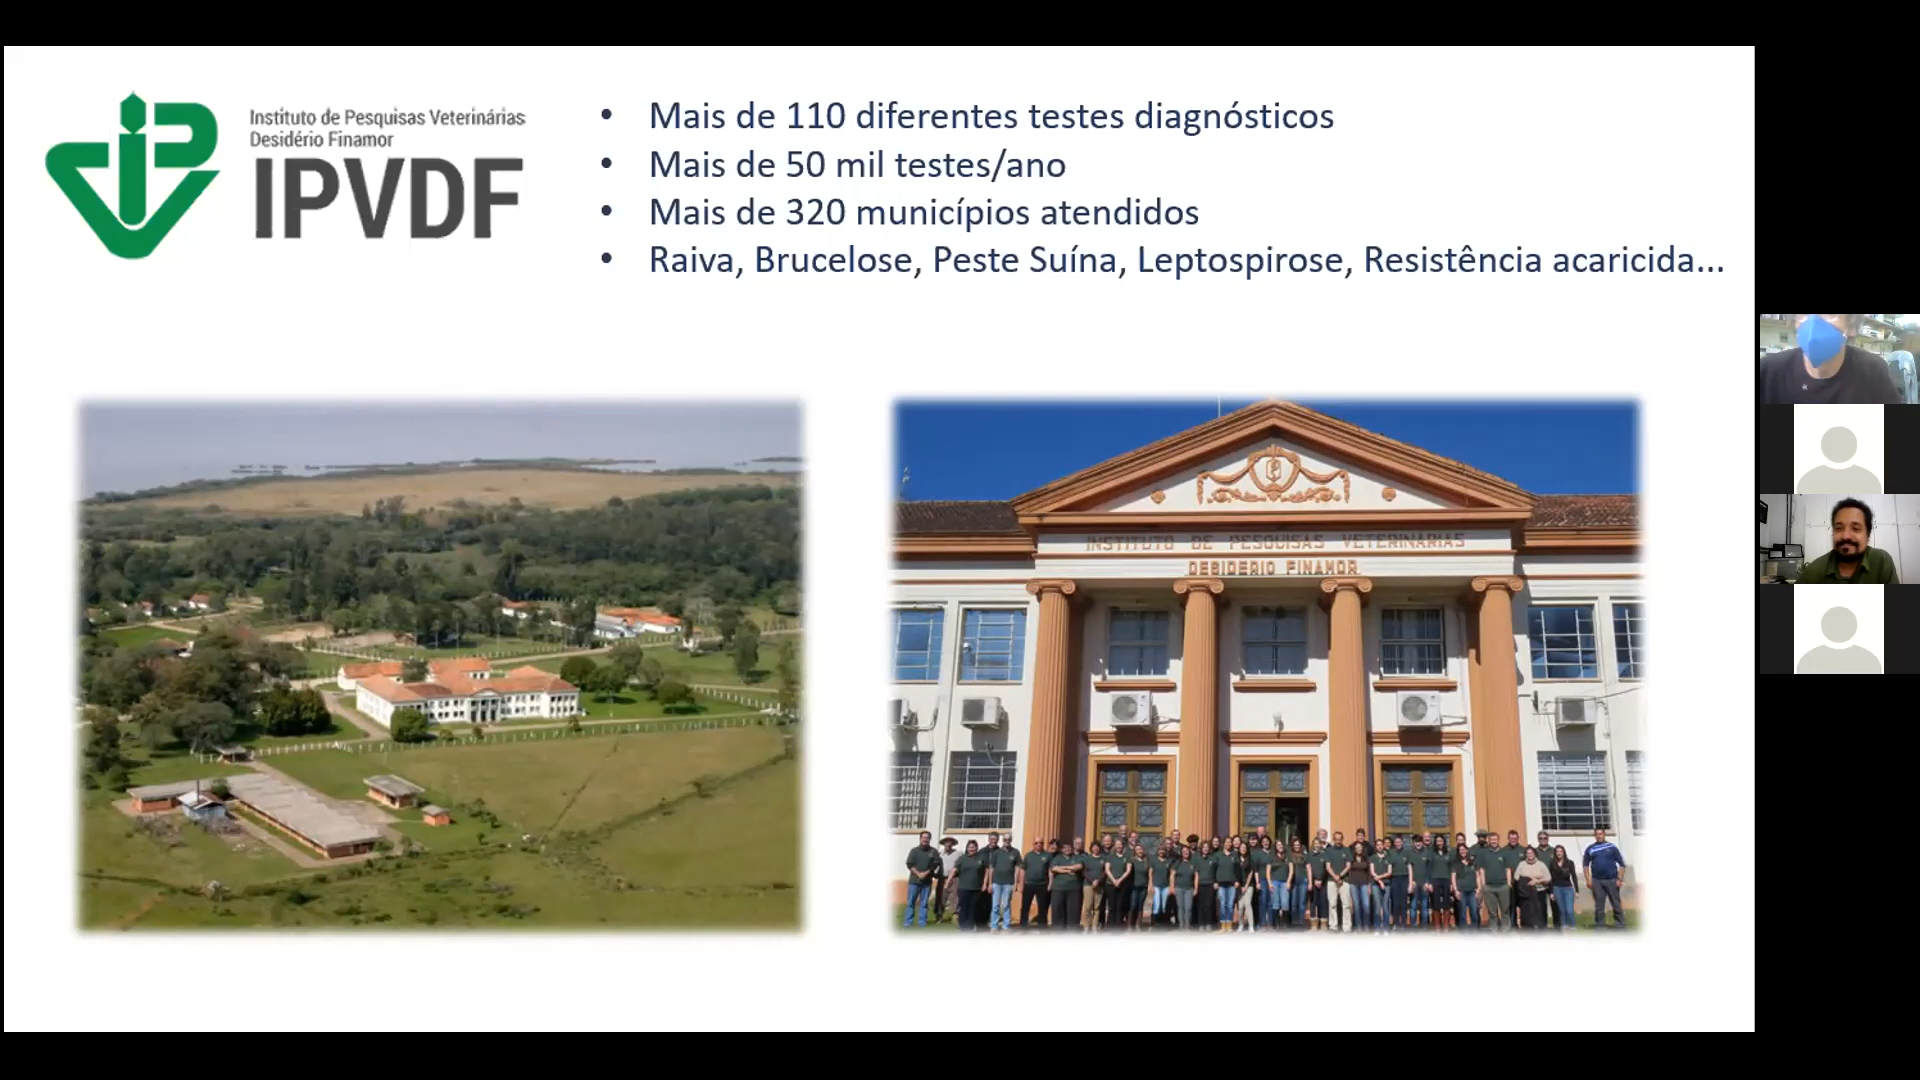 Instituto de Pesquisas Veterinárias
Desidério Finamor
IPVDF
• Mais de 110 diferentes testes diagnósticos
• Mais de 50 mil testes/ano
• Mais de 320 municípios atendidos
• Raiva, Brucelose, Peste Suína, Leptospirose, Resistência acaricida...
INSTITUTO DE PESQUISAS VETERINARIAS
DESIDERIO FINAMOR